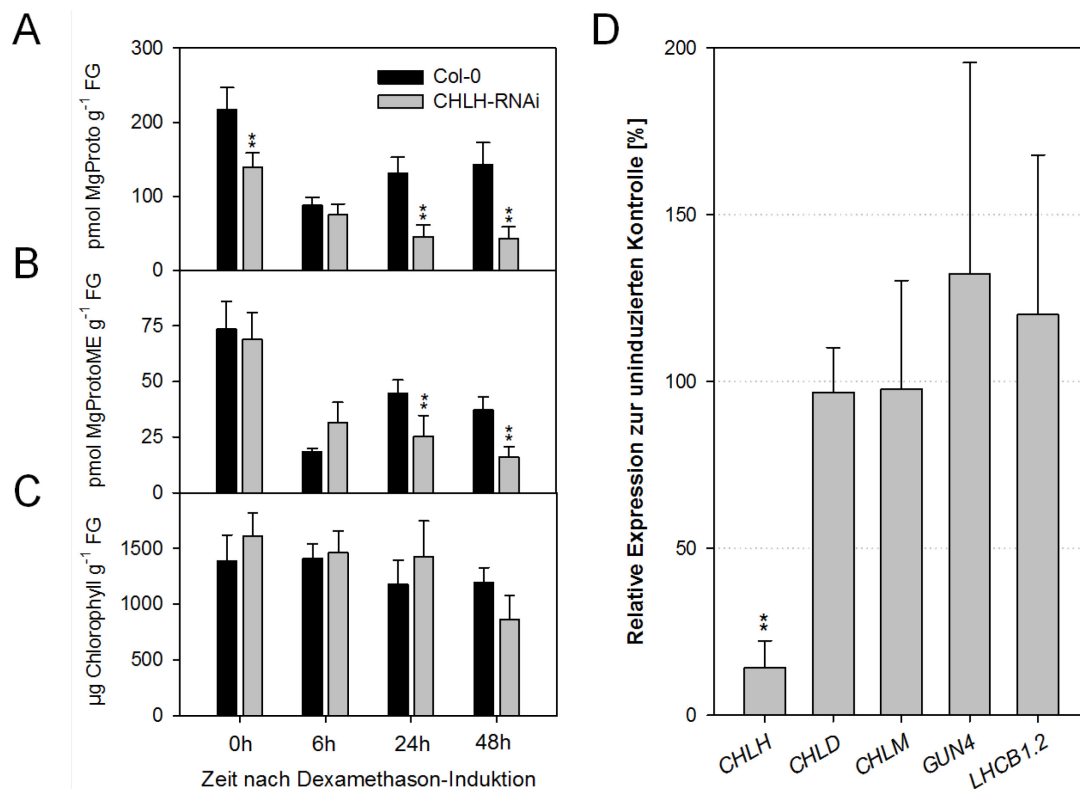 A
300
200
100
0
pmol MgProto g⁻¹ FG
Col-0
CHLH-RNAi
**
**
**
B
75
50
25
0
pmol MgProtoME g⁻¹ FG
**
**
C
1500
1000
500
0
µg Chlorophyll g⁻¹ FG
0h 6h 24h 48h
Zeit nach Dexamethason-Induktion
D
200
150
100
50
0
Relative Expression zur uninduzierten Kontrolle [%]
**
CHLH CHLD CHLM GUN4 LHCB1.2